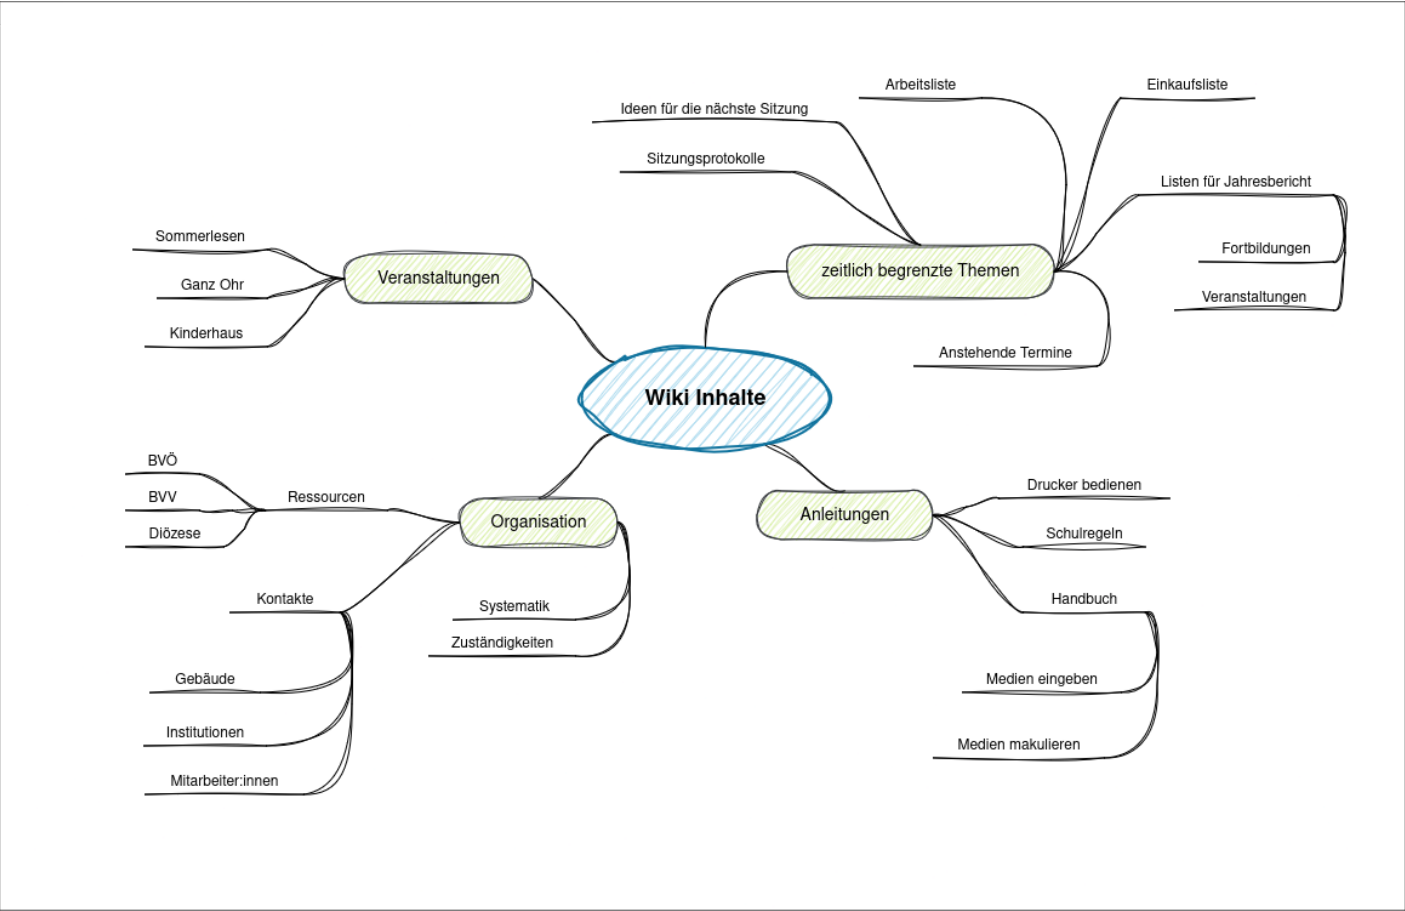 Arbeitsliste
Einkaufsliste
Ideen für die nächste Sitzung
Sitzungsprotokolle
Listen für Jahresbericht
Sommerlesen
Fortbildungen
zeitlich begrenzte Themen
Veranstaltungen
Ganz Ohr
Veranstaltungen
Kinderhaus
Anstehende Termine
Wiki Inhalte
BVÖ
Drucker bedienen
BVV
Ressourcen
Anleitungen
Organisation
Diözese
Schulregeln
Kontakte
Handbuch
Systematik
Zuständigkeiten
Gebäude
Medien eingeben
Institutionen
Medien makulieren
Mitarbeiter:innen